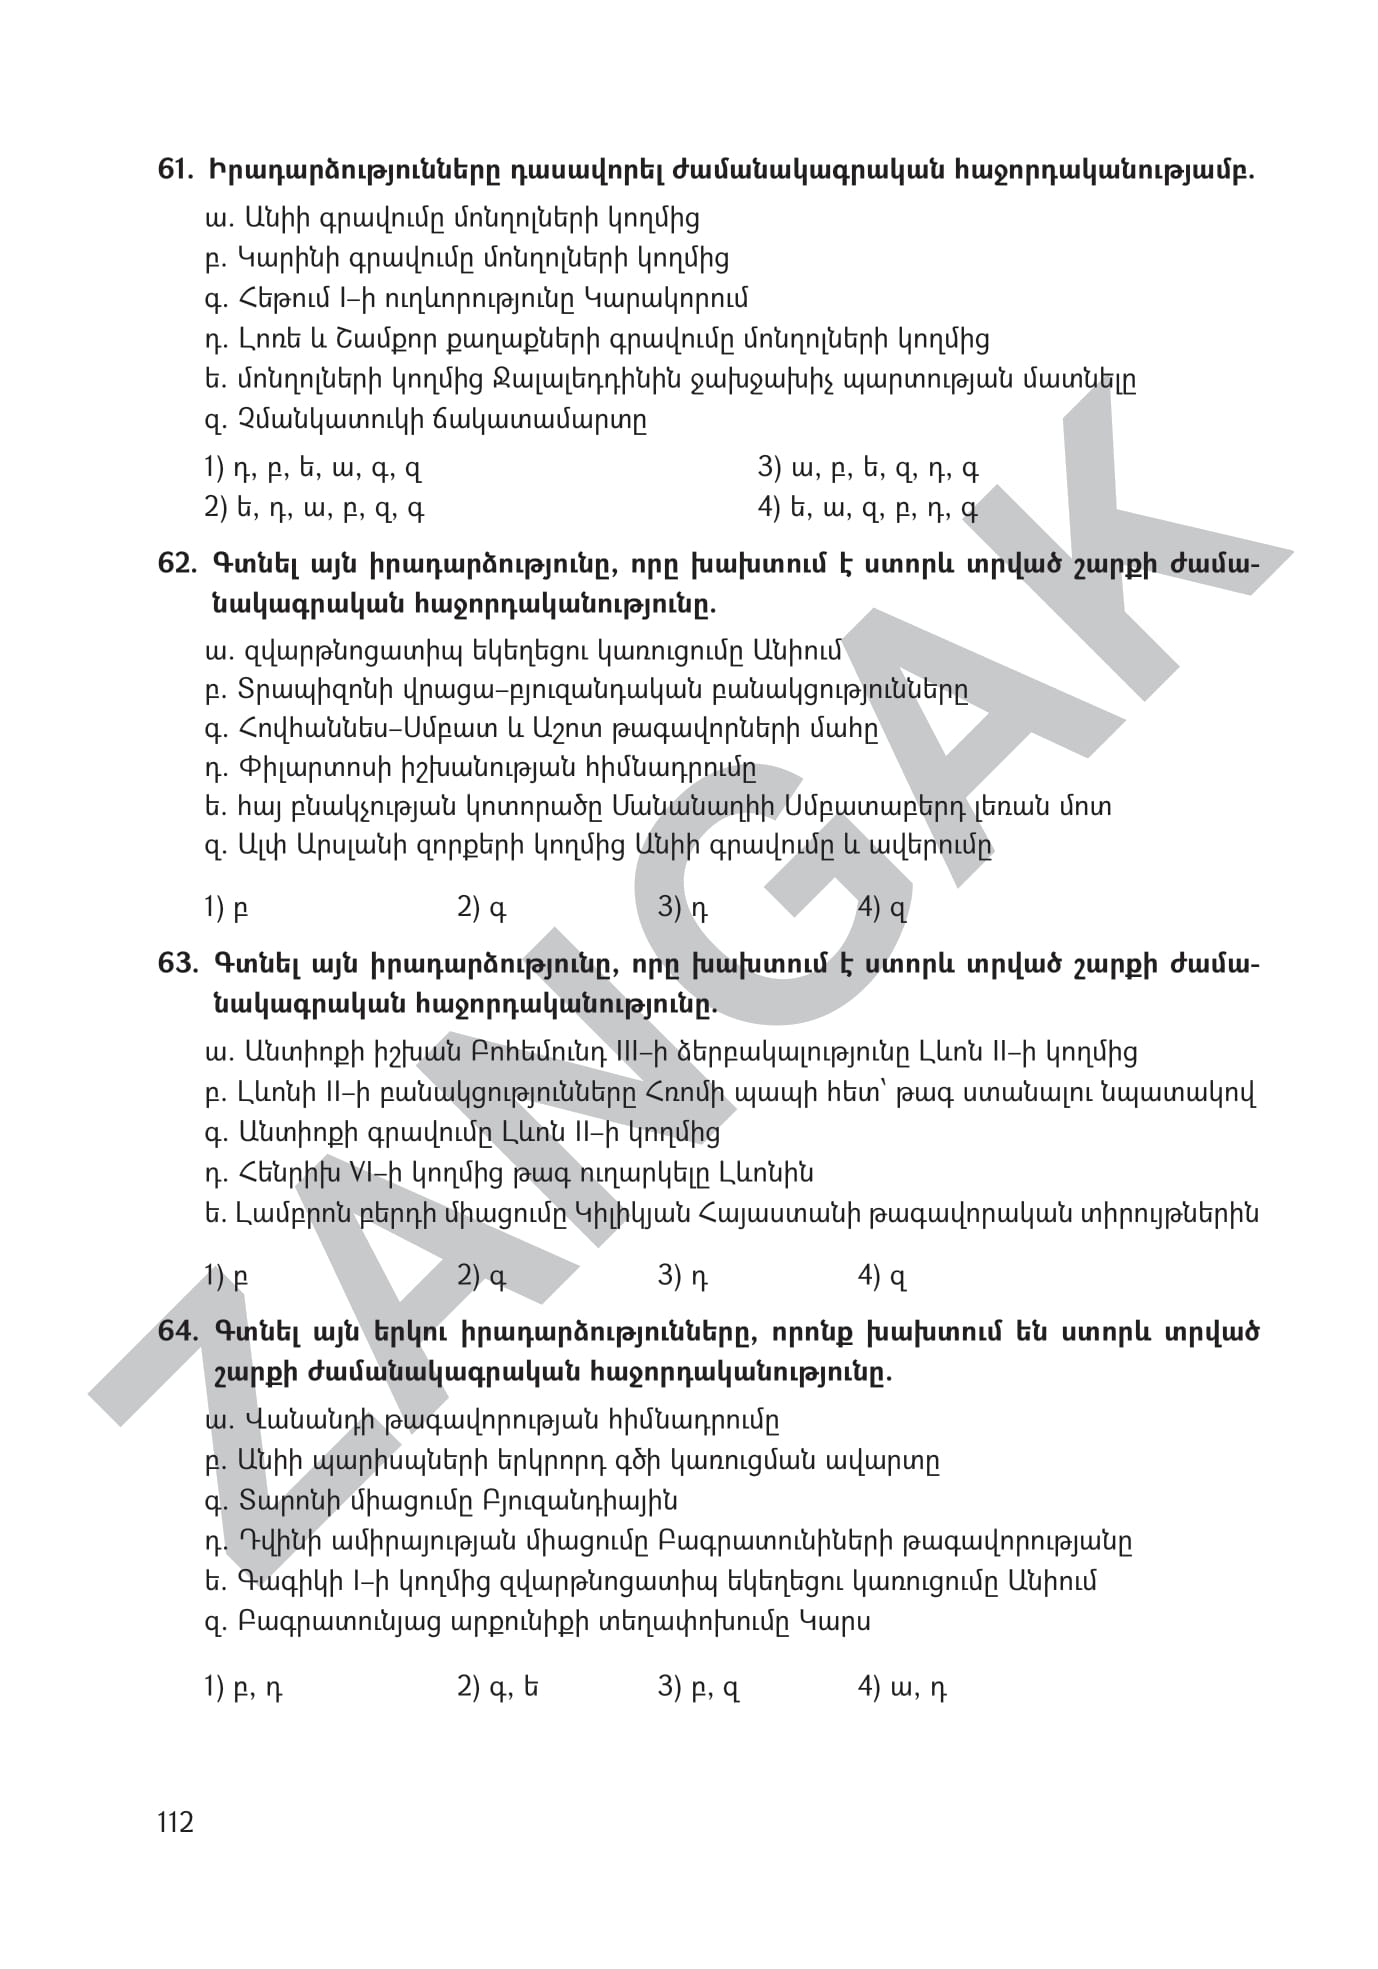 61. Իրադարձությունները դասավորել ժամանակագրական հաջորդականությամբ.
ա. Անիի գրավումը մոնղոլների կողմից
բ. Կարինի գրավումը մոնղոլների կողմից
գ. Հեթում I–ի ուղևորությունը Կարակորում
դ. Լոռե և Շամքոր քաղաքների գրավումը մոնղոլների կողմից
ե. մոնղոլների կողմից Ջալալեդդինին ջախջախիչ պարտության մատնելը
զ. Չմանկատուկի ճակատամարտը
1) դ, բ, ե, ա, գ, զ 3) ա, բ, ե, զ, դ, գ
2) ե, դ, ա, բ, զ, գ 4) ե, ա, զ, բ, դ, գ
62. Գտնել այն իրադարձությունը, որը խախտում է ստորև տրված շարքի ժամա-
նակագրական հաջորդականությունը.
ա. զվարթնոցատիպ եկեղեցու կառուցումը Անիում
բ. Տրապիզոնի վրացա–բյուզանդական բանակցությունները
գ. Հովհաննես–Սմբատ և Աշոտ թագավորների մահը
դ. Փիլարտոսի իշխանության հիմնադրումը
ե. հայ բնակչության կոտորածը Մանանաղիի Սմբատաբերդ լեռան մոտ
զ. Ալփ Արսլանի զորքերի կողմից Անիի գրավումը և ավերումը
1) բ 2) գ 3) դ 4) զ
63. Գտնել այն իրադարձությունը, որը խախտում է ստորև տրված շարքի ժամա-
նակագրական հաջորդականությունը.
ա. Անտիոքի իշխան Բոհեմունդ III–ի ձերբակալությունը Լևոն II–ի կողմից
բ. Լևոնի II–ի բանակցությունները Հռոմի պապի հետ՝ թագ ստանալու նպատակով
գ. Անտիոքի գրավումը Լևոն II–ի կողմից
դ. Հենրիխ VI–ի կողմից թագ ուղարկելը Լևոնին
ե. Լամբրոն բերդի միացումը Կիլիկյան Հայաստանի թագավորական տիրույթներին
1) բ 2) գ 3) դ 4) զ
64. Գտնել այն երկու իրադարձությունները, որոնք խախտում են ստորև տրված
շարքի ժամանակագրական հաջորդականությունը.
ա. Վանանդի թագավորության հիմնադրումը
բ. Անիի պարիսպների երկրորդ գծի կառուցման ավարտը
գ. Տարոնի միացումը Բյուզանդիային
դ. Դվինի ամիրայության միացումը Բագրատունիների թագավորությանը
ե. Գագիկի I–ի կողմից զվարթնոցատիպ եկեղեցու կառուցումը Անիում
զ. Բագրատունյաց արքունիքի տեղափոխումը Կարս
1) բ, դ 2) գ, ե 3) բ, զ 4) ա, դ
112
ZANGAK